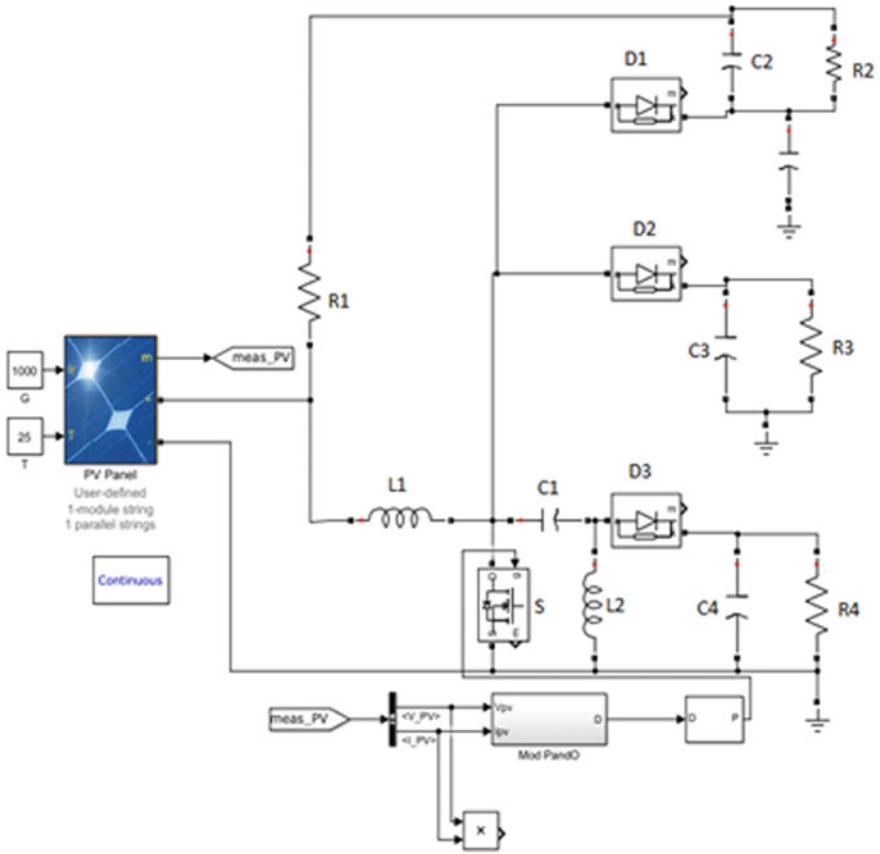 D1
C2
R2
m
D2
m
R1
C3
R3
1000
G
Ir
m
meas_PV
+
25
T
T
-
PV Panel
User-defined
1-module string
1 parallel strings
L1
C1
D3
m
Continuous
S
L2
C4
R4
g
D
S
m
meas_PV
<V_PV>
<I_PV>
Vpv
Ipv
D
Mod PandO
D
P
×